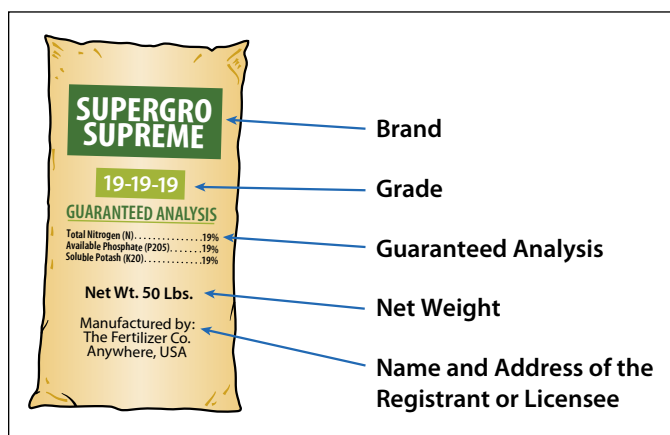 SUPERGRO
SUPREME
19-19-19
GUARANTEED ANALYSIS
Total Nitrogen (N).............19%
Available Phosphate (P2O5).......19%
Soluble Potash (K2O)............19%
Net Wt. 50 Lbs.
Manufactured by:
The Fertilizer Co.
Anywhere, USA
Brand
Grade
Guaranteed Analysis
Net Weight
Name and Address of the
Registrant or Licensee